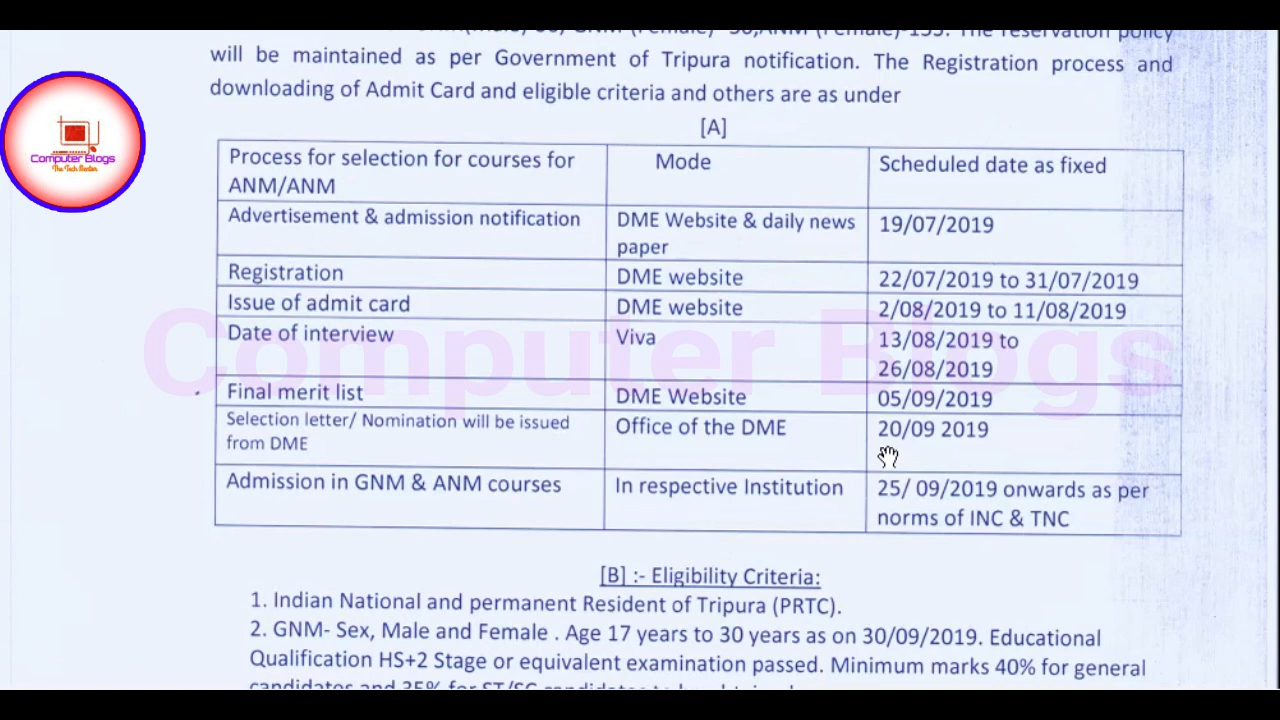 will be maintained as per Government of Tripura notification. The Registration process and
downloading of Admit Card and eligible criteria and others are as under
[A]
Process for selection for courses for ANM/ANM
Mode
Scheduled date as fixed
Advertisement & admission notification
DME Website & daily news paper
19/07/2019
Registration
DME website
22/07/2019 to 31/07/2019
Issue of admit card
DME website
2/08/2019 to 11/08/2019
Date of interview
Viva
13/08/2019 to 26/08/2019
Final merit list
DME Website
05/09/2019
Selection letter/ Nomination will be issued from DME
Office of the DME
20/09 2019
Admission in GNM & ANM courses
In respective Institution
25/ 09/2019 onwards as per norms of INC & TNC
[B] :- Eligibility Criteria:
1. Indian National and permanent Resident of Tripura (PRTC).
2. GNM- Sex, Male and Female . Age 17 years to 30 years as on 30/09/2019. Educational
Qualification HS+2 Stage or equivalent examination passed. Minimum marks 40% for general
Computer Blogs
The Tech Mentor
Computer Blogs